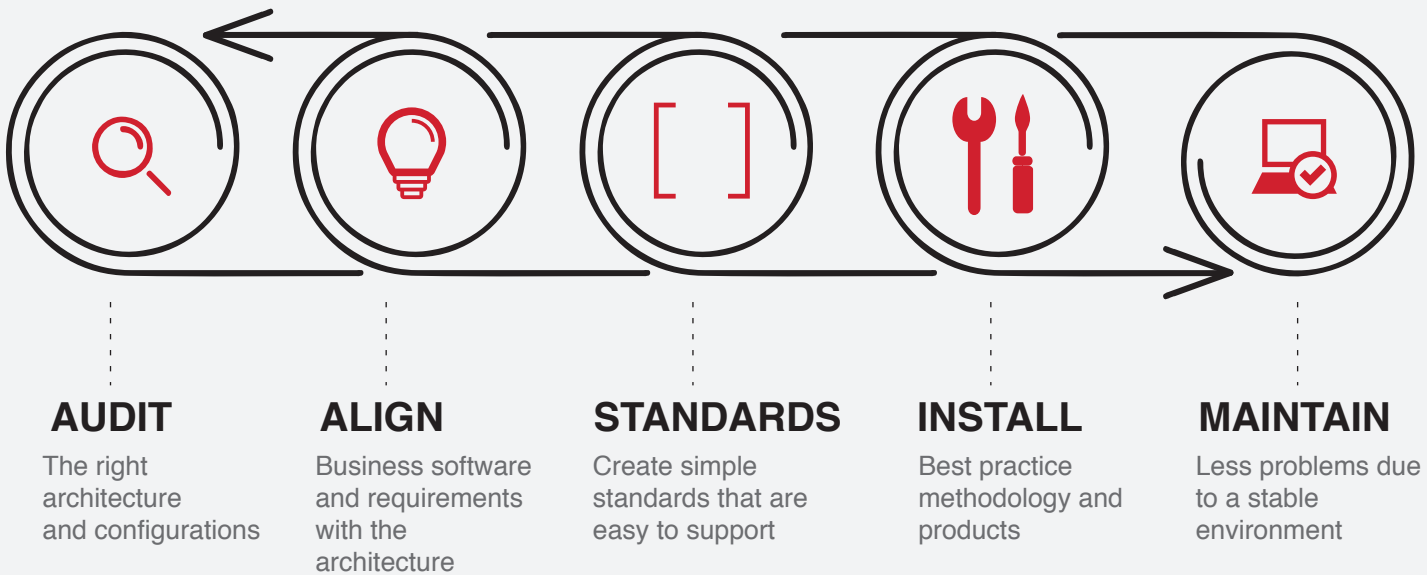 AUDIT
The right
architecture
and configurations
ALIGN
Business software
and requirements
with the
architecture
STANDARDS
Create simple
standards that are
easy to support
INSTALL
Best practice
methodology and
products
MAINTAIN
Less problems due
to a stable
environment